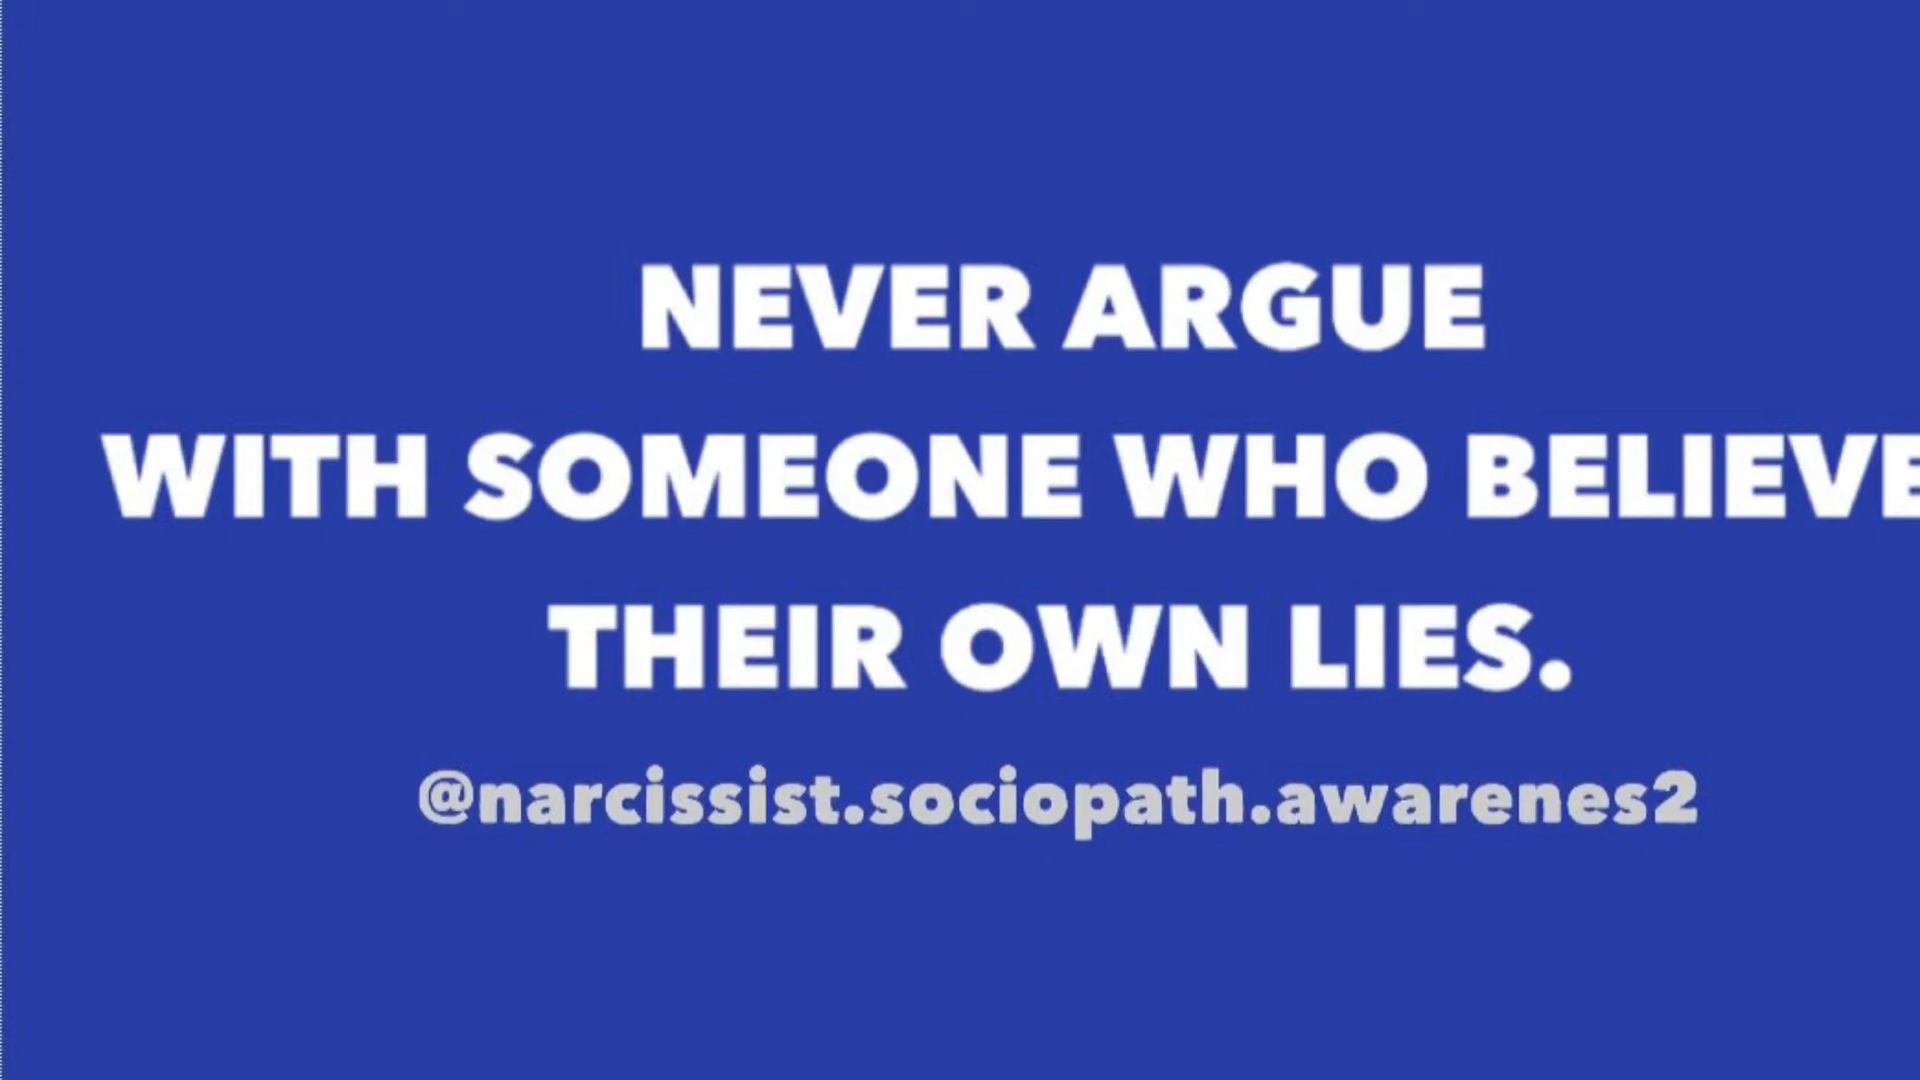 NEVER ARGUE
WITH SOMEONE WHO BELIEVE
THEIR OWN LIES.
@narcissist.sociopath.awarenes2